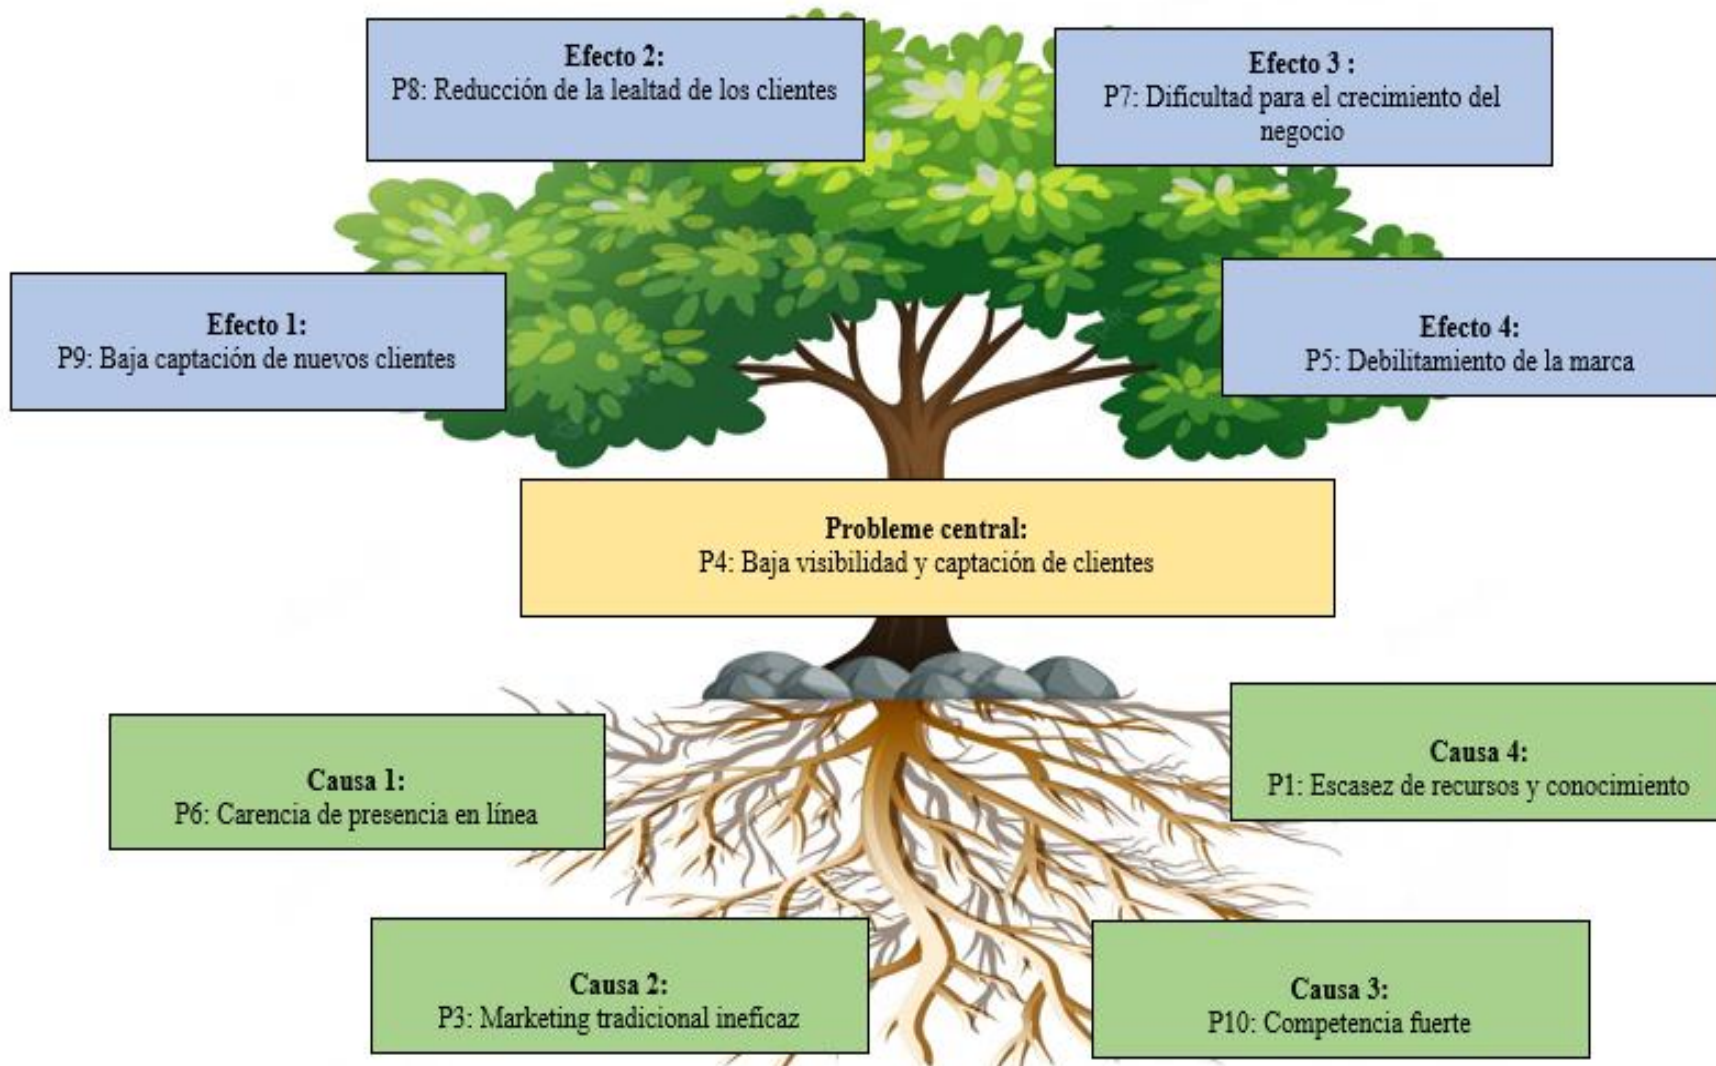 Efecto 2:
P8: Reducción de la lealtad de los clientes
Efecto 3 :
P7: Dificultad para el crecimiento del
negocio
Efecto 1:
P9: Baja captación de nuevos clientes
Efecto 4:
P5: Debilitamiento de la marca
Probleme central:
P4: Baja visibilidad y captación de clientes
Causa 1:
P6: Carencia de presencia en línea
Causa 4:
P1: Escasez de recursos y conocimiento
Causa 2:
P3: Marketing tradicional ineficaz
Causa 3:
P10: Competencia fuerte